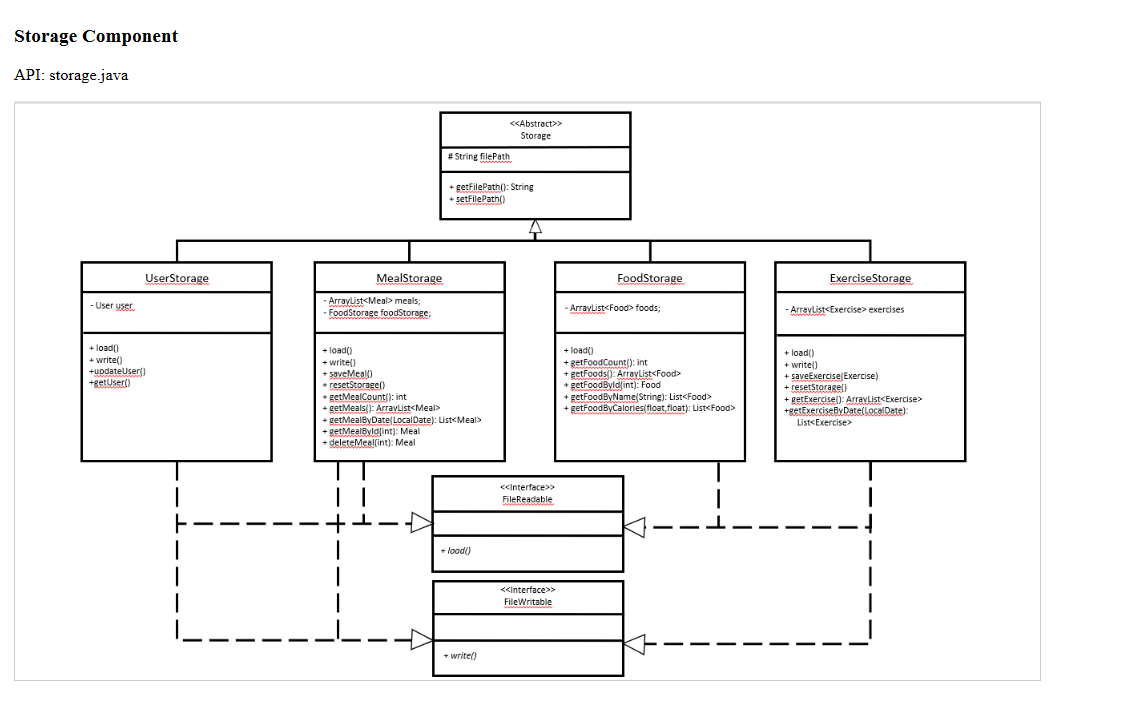 Storage Component
API: storage.java
<<Abstract>>
Storage
# String filePath
+ getFilePath(): String
+ setFilePath()
UserStorage
- User user
+ load()
+ write()
+updateUser()
+getUser()
MealStorage
- ArrayList<Meal> meals;
- FoodStorage foodStorage;
+ load()
+ write()
+ saveMeal()
+ resetStorage()
+ getMealCount(): int
+ getMeals(): ArrayList<Meal>
+ getMealByDate(LocalDate): List<Meal>
+ getMealById(int): Meal
+ deleteMeal(int): Meal
FoodStorage
- ArrayList<Food> foods;
+ load()
+ getFoodCount(): int
+ getFoods(): ArrayList<Food>
+ getFoodById(int): Food
+ getFoodByName(String): List<Food>
+ getFoodByCalories(float,float): List<Food>
ExerciseStorage
- ArrayList<Exercise> exercises
+ load()
+ write()
+ saveExercise(Exercise)
+ resetStorage()
+ getExercise(): ArrayList<Exercise>
+getExerciseByDate(LocalDate):
List<Exercise>
<<Interface>>
FileReadable
+ load()
<<Interface>>
FileWritable
+ write()